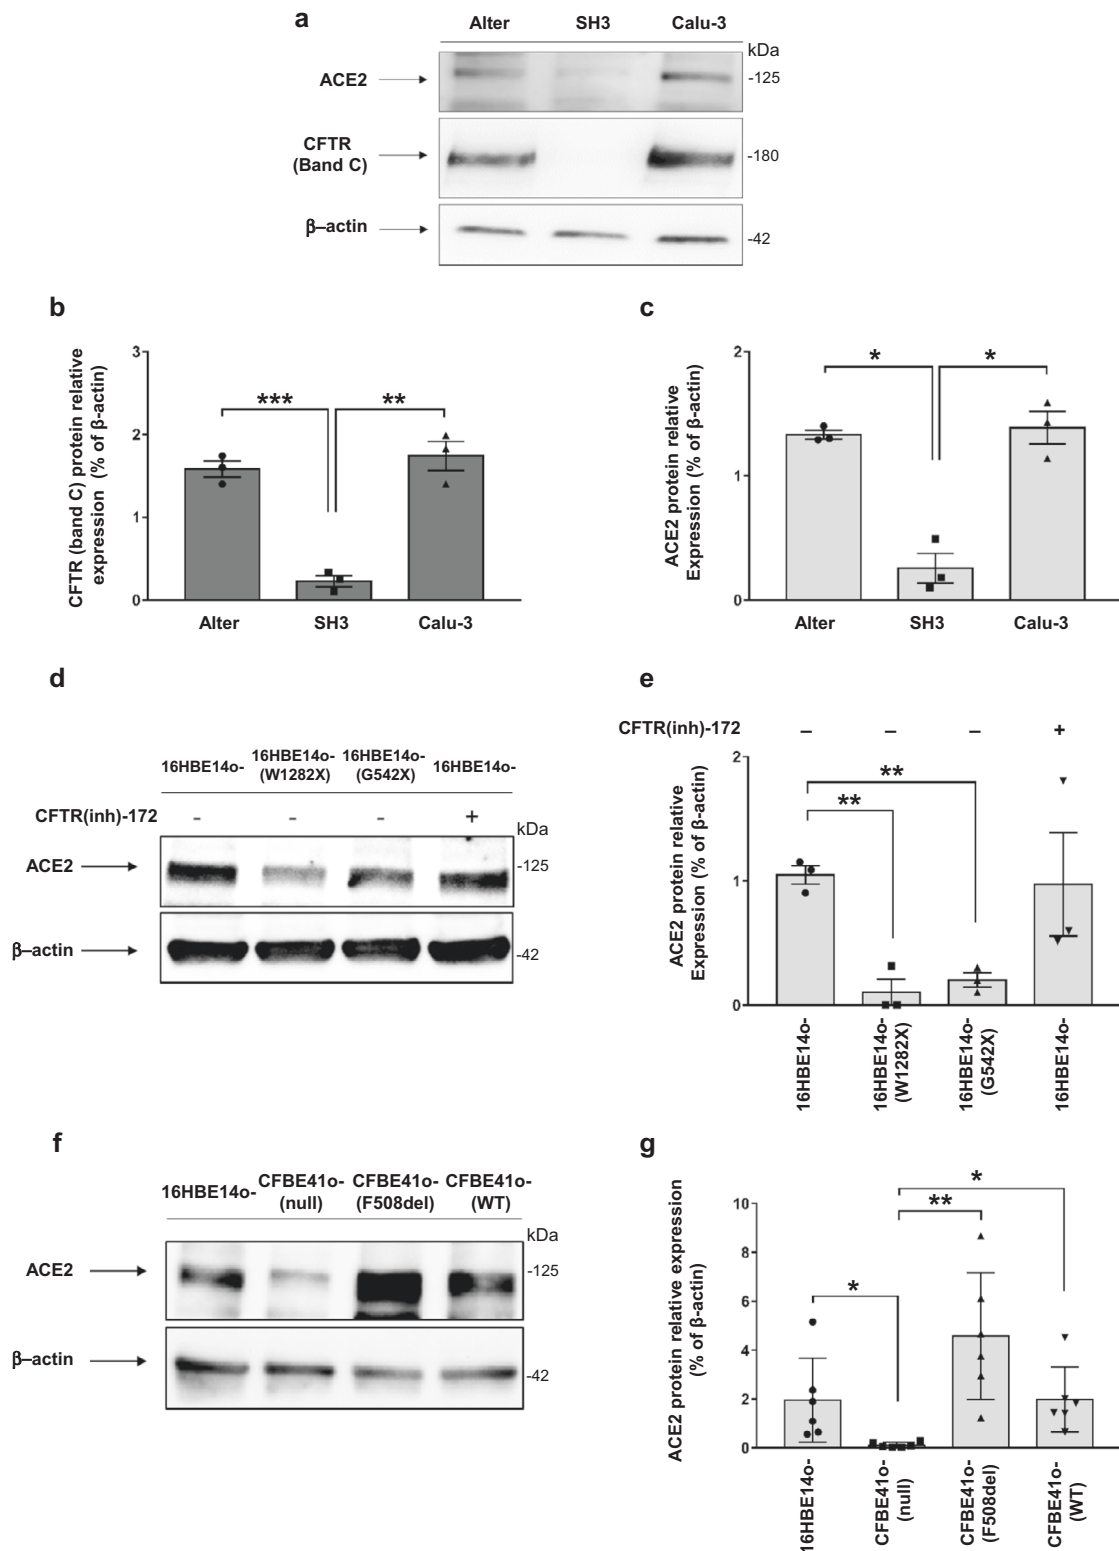 a
Alter SH3 Calu-3
kDa
ACE2
-125
CFTR
(Band C)
-180
β–actin
-42
b
CFTR (band C) protein relative
expression (% of β-actin)
3
2
1
0
***
**
Alter SH3 Calu-3
c
ACE2 protein relative
Expression (% of β-actin)
2
1
0
*
*
Alter SH3 Calu-3
d
16HBE14o-
16HBE14o-
(W1282X)
16HBE14o-
(G542X)
16HBE14o-
CFTR(inh)-172 - - - +
kDa
ACE2
-125
β–actin
-42
e
CFTR(inh)-172 – – – +
ACE2 protein relative
Expression (% of β-actin)
2
1
0
**
**
16HBE14o-
16HBE14o-
(W1282X)
16HBE14o-
(G542X)
16HBE14o-
f
16HBE14o-
CFBE41o-
(null)
CFBE41o-
(F508del)
CFBE41o-
(WT)
kDa
ACE2
-125
β–actin
-42
g
ACE2 protein relative expression
(% of β-actin)
10
8
6
4
2
0
*
**
*
16HBE14o-
CFBE41o-
(null)
CFBE41o-
(F508del)
CFBE41o-
(WT)